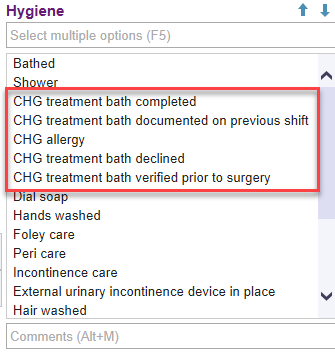 Hygiene
Select multiple options (F5)
Bathed
Shower
CHG treatment bath completed
CHG treatment bath documented on previous shift
CHG allergy
CHG treatment bath declined
CHG treatment bath verified prior to surgery
Dial soap
Hands washed
Foley care
Peri care
Incontinence care
External urinary incontinence device in place
Hair washed
Comments (Alt+M)